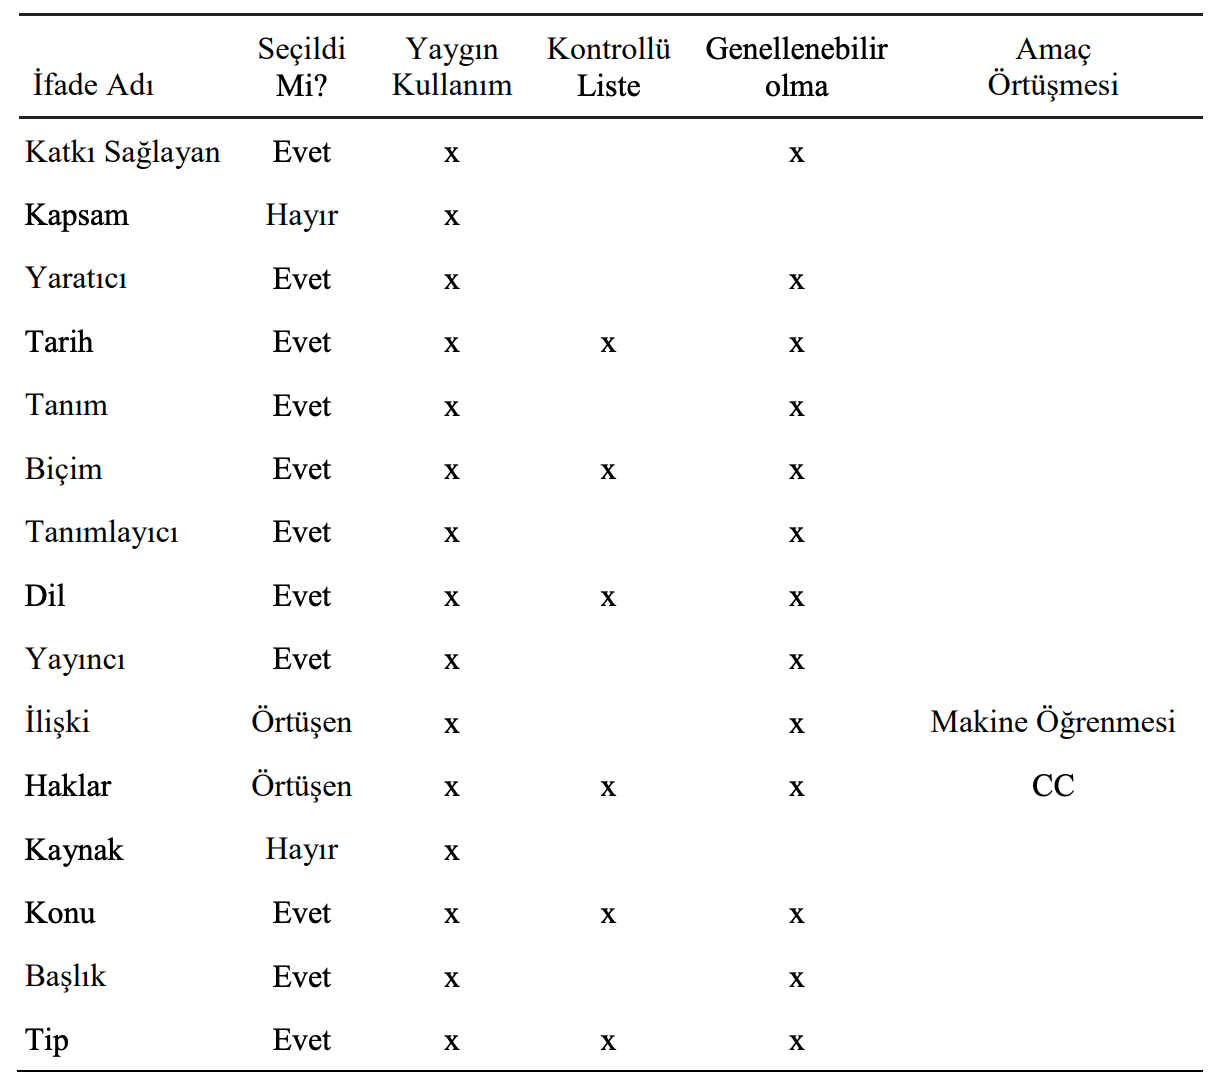 Seçildi Yaygın Kontrollü Genellenebilir Amaç
İfade Adı Mi? Kullanım Liste olma Örtüşmesi
Katkı Sağlayan Evet x x
Kapsam Hayır x
Yaratıcı Evet x x
Tarih Evet x x x
Tanım Evet x x
Biçim Evet x x x
Tanımlayıcı Evet x x
Dil Evet x x x
Yayıncı Evet x x
İlişki Örtüşen x x Makine Öğrenmesi
Haklar Örtüşen x x x CC
Kaynak Hayır x
Konu Evet x x x
Başlık Evet x x
Tip Evet x x x